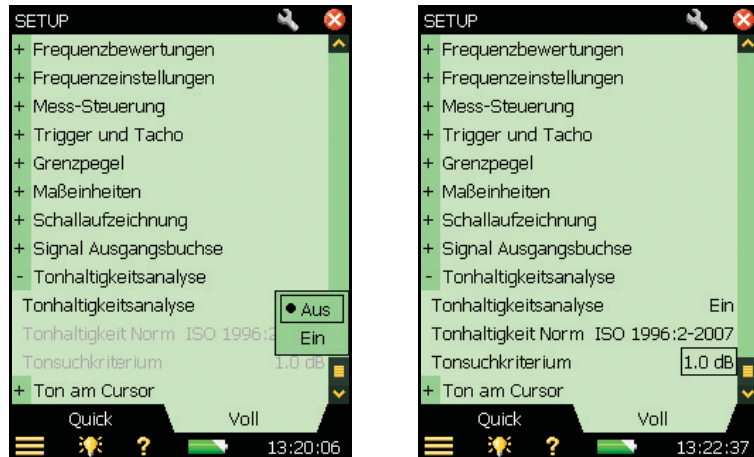 SETUP
+ Frequenzbewertungen
+ Frequenzeinstellungen
+ Mess-Steuerung
+ Trigger und Tacho
+ Grenzpegel
+ Maßeinheiten
+ Schallaufzeichnung
+ Signal Ausgangsbuchse
- Tonhaltigkeitsanalyse
Tonhaltigkeitsanalyse Aus
Ein
Tonhaltigkeit Norm ISO 1996:2
Tonsuchkriterium 1.0 dB
+ Ton am Cursor
Quick Voll
? 13:20:06
SETUP
+ Frequenzbewertungen
+ Frequenzeinstellungen
+ Mess-Steuerung
+ Trigger und Tacho
+ Grenzpegel
+ Maßeinheiten
+ Schallaufzeichnung
+ Signal Ausgangsbuchse
- Tonhaltigkeitsanalyse
Tonhaltigkeitsanalyse Ein
Tonhaltigkeit Norm ISO 1996:2-2007
Tonsuchkriterium 1.0 dB
+ Ton am Cursor
Quick Voll
? 13:22:37